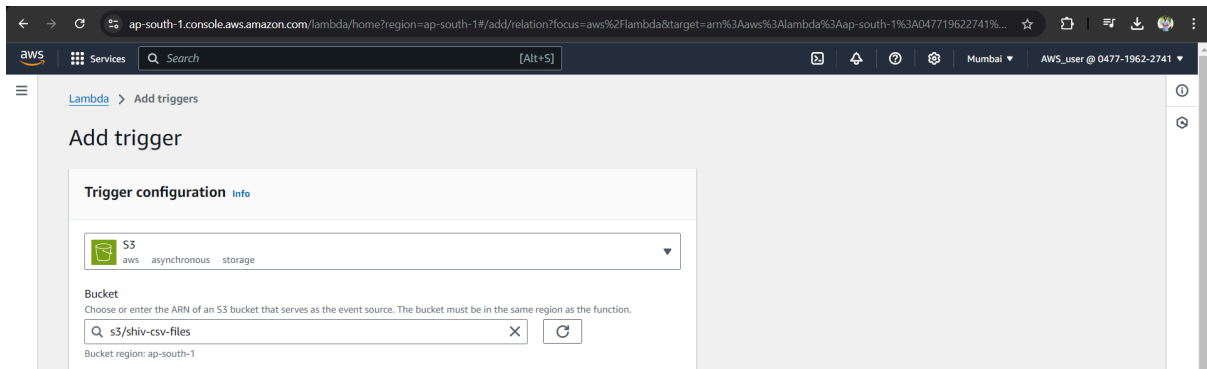 ap-south-1.console.aws.amazon.com/lambda/home?region=ap-south-1#/add/relation?focus=aws%2Flambda&target=arn%3Aaws%3Alambda%3Aap-south-1%3A047719622741%...
aws Services Search [Alt+S] Mumbai ▼ AWS_user @ 0477-1962-2741 ▼
Lambda > Add triggers
Add trigger
Trigger configuration Info
S3
aws asynchronous storage
Bucket
Choose or enter the ARN of an S3 bucket that serves as the event source. The bucket must be in the same region as the function.
s3/shiv-csv-files
Bucket region: ap-south-1